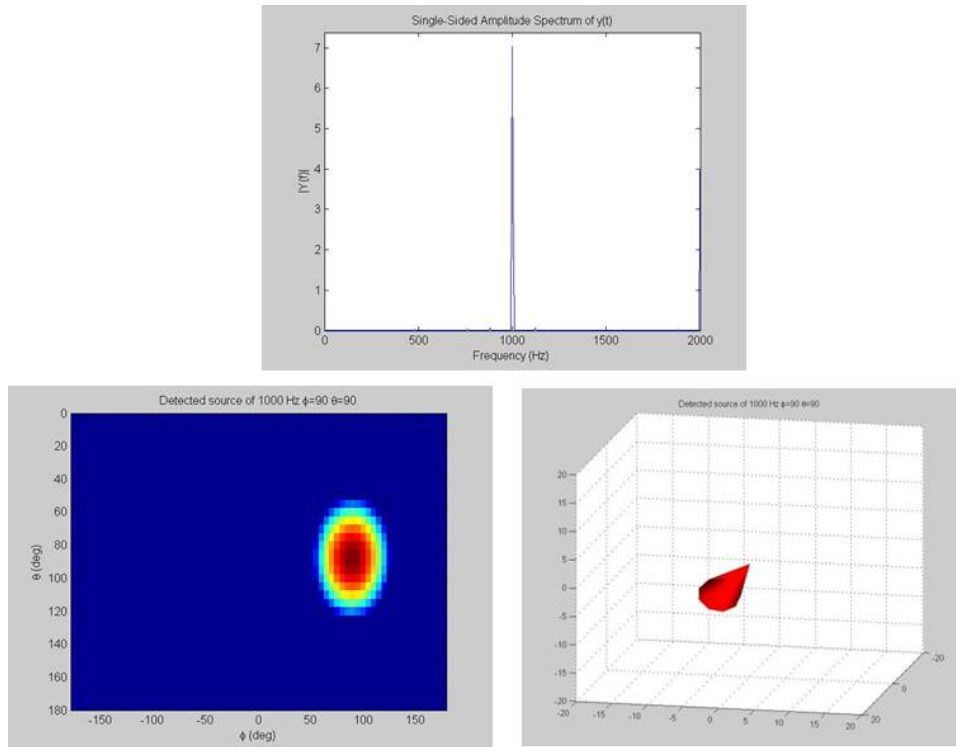 Single-Sided Amplitude Spectrum of y(t)
7
6
5
4
3
2
1
0
|Y(f)|
0 500 1000 1500 2000
Frequency (Hz)
Detected source of 1000 Hz ϕ=90 θ=90
0
20
40
60
80
100
120
140
160
180
θ (deg)
-150 -100 -50 0 50 100 150
ϕ (deg)
Detected source of 1000 Hz ϕ=90 θ=90
20
15
10
5
0
-5
-10
-15
-20
-20 -15 -10 -5 0 5 10 15 20
20 0 -20